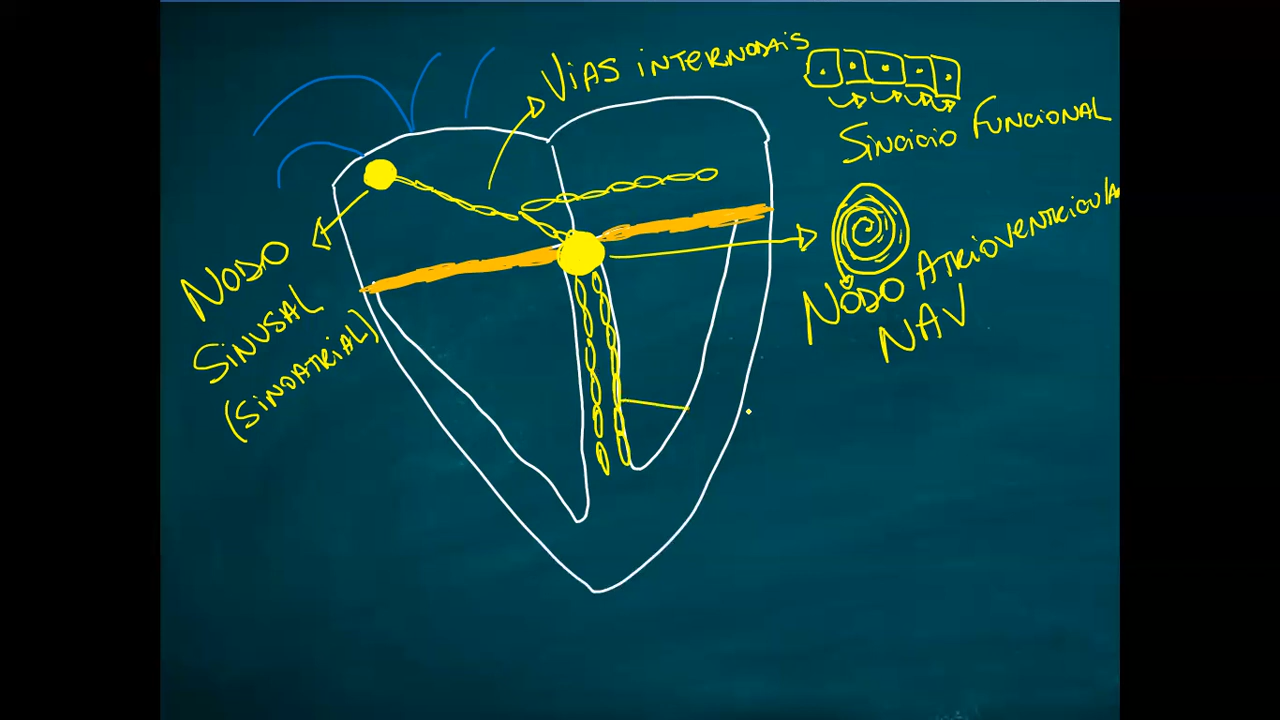 VIAS INTERNODAIS
SINCICIO FUNCIONAL
NODO
SINUSAL
(SINOATRIAL)
NODO ATRIOVENTRICULA
NAV